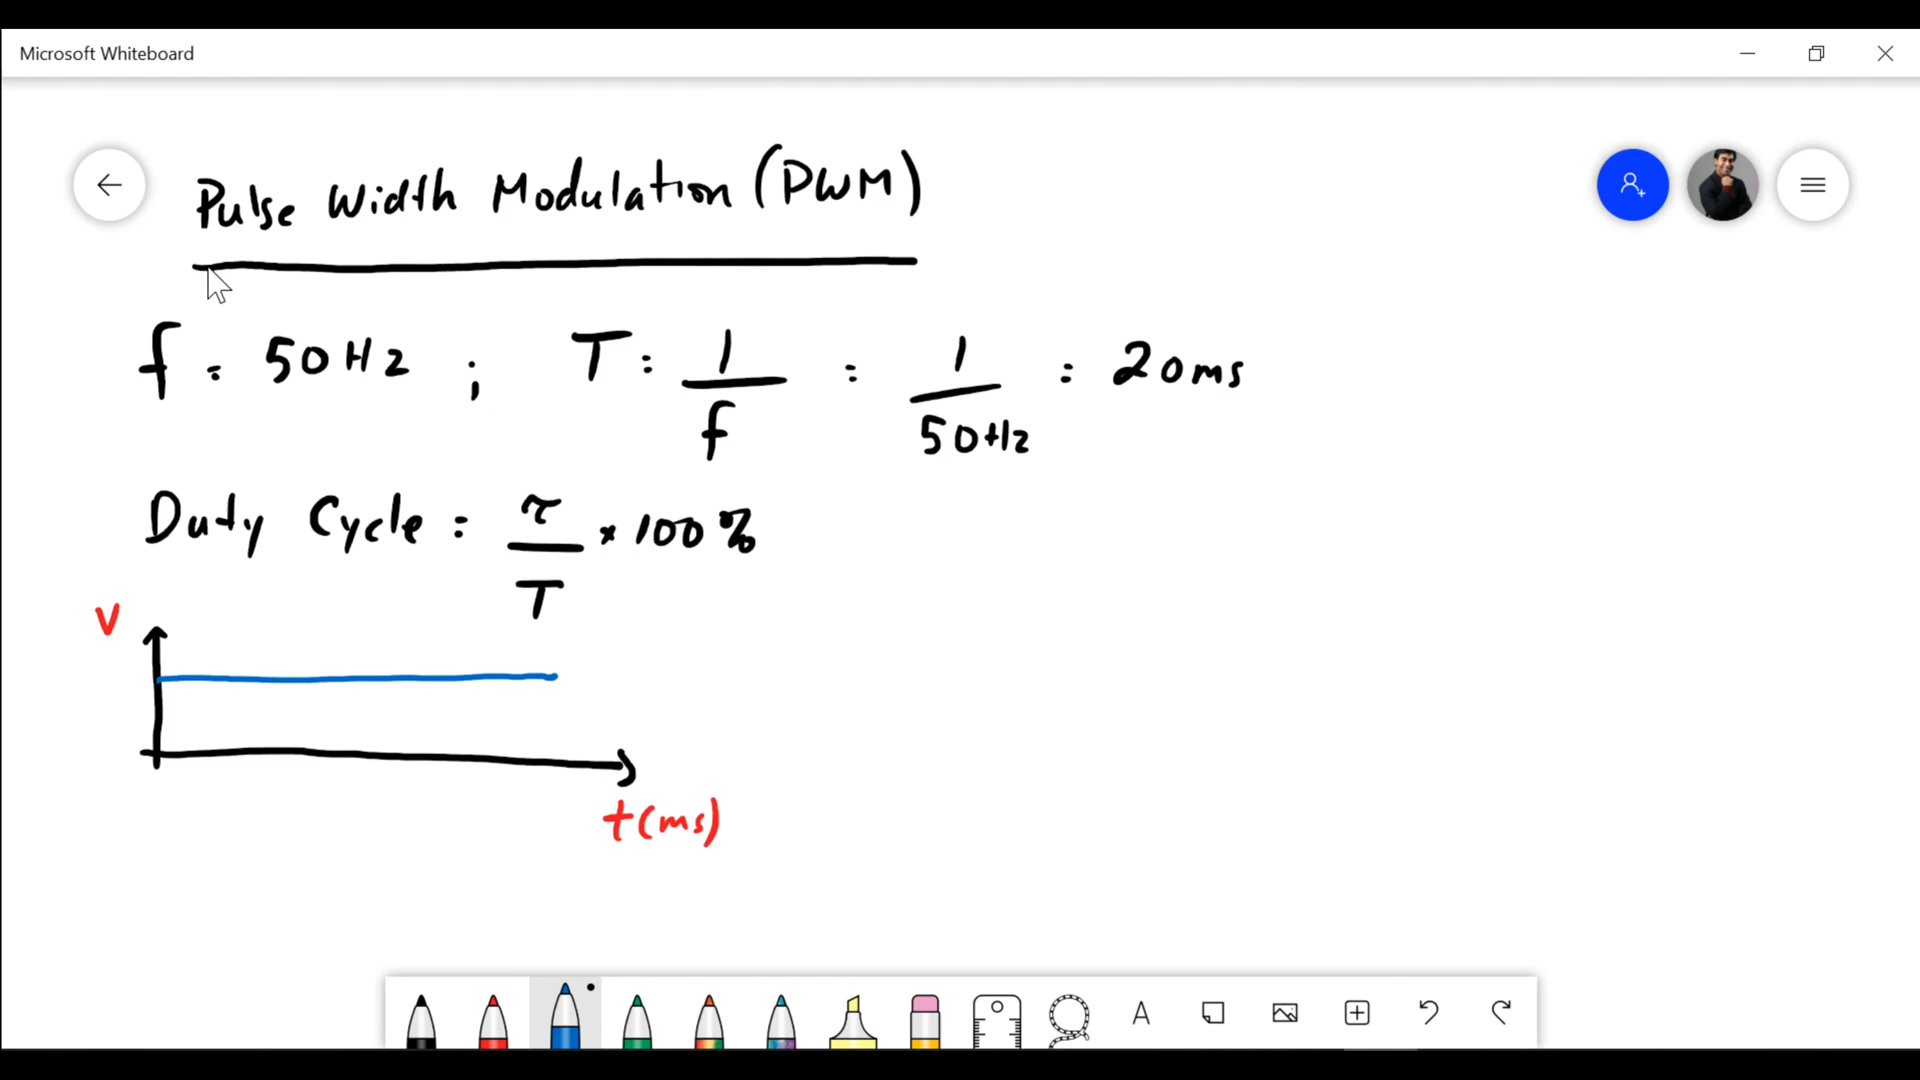 Microsoft Whiteboard
Pulse Width Modulation (PWM)
f = 50Hz ; T = 1/f = 1/50Hz = 20ms
Duty Cycle = τ/T × 100%
V
t(ms)
A